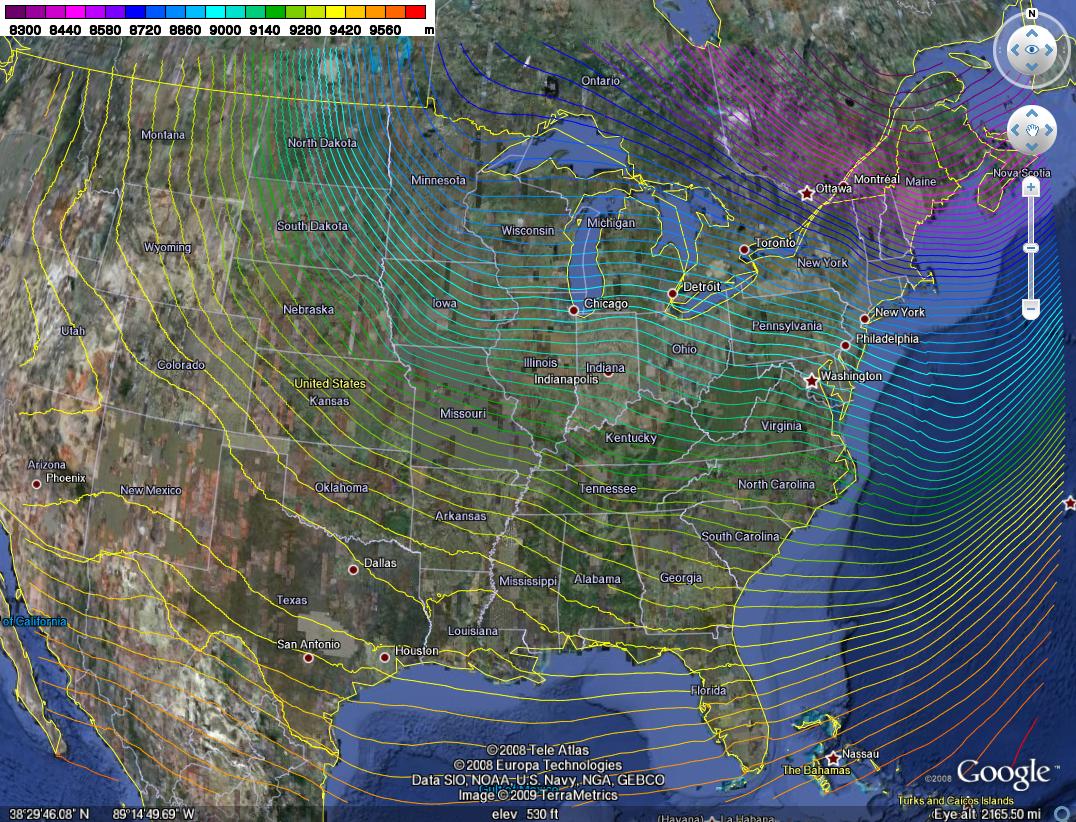 8300 8440 8580 8720 8860 9000 9140 9280 9420 9560 m
N
Ontario
Montana
North Dakota
Minnesota
Ottawa
Montréal
Maine
Nova Scotia
South Dakota
Wisconsin
Michigan
Wyoming
Toronto
New York
Nebraska
Iowa
Chicago
Detroit
New York
Utah
Pennsylvania
Philadelphia
Colorado
Illinois
Indiana
Ohio
Indianapolis
Washington
United States
Kansas
Missouri
Virginia
Kentucky
Arizona
Phoenix
New Mexico
Oklahoma
Tennessee
North Carolina
Arkansas
South Carolina
Dallas
Mississippi
Alabama
Georgia
Texas
of California
Louisiana
San Antonio
Houston
Florida
Nassau
The Bahamas
©2008 Tele Atlas
©2008 Europa Technologies
Data SIO, NOAA, U.S. Navy, NGA, GEBCO
Image ©2009 TerraMetrics
©2008 Google™
Turks and Caicos Islands
38°29'46.08" N 89°14'49.69" W elev 530 ft Eye alt 2165.50 mi
(Havana) La Habana